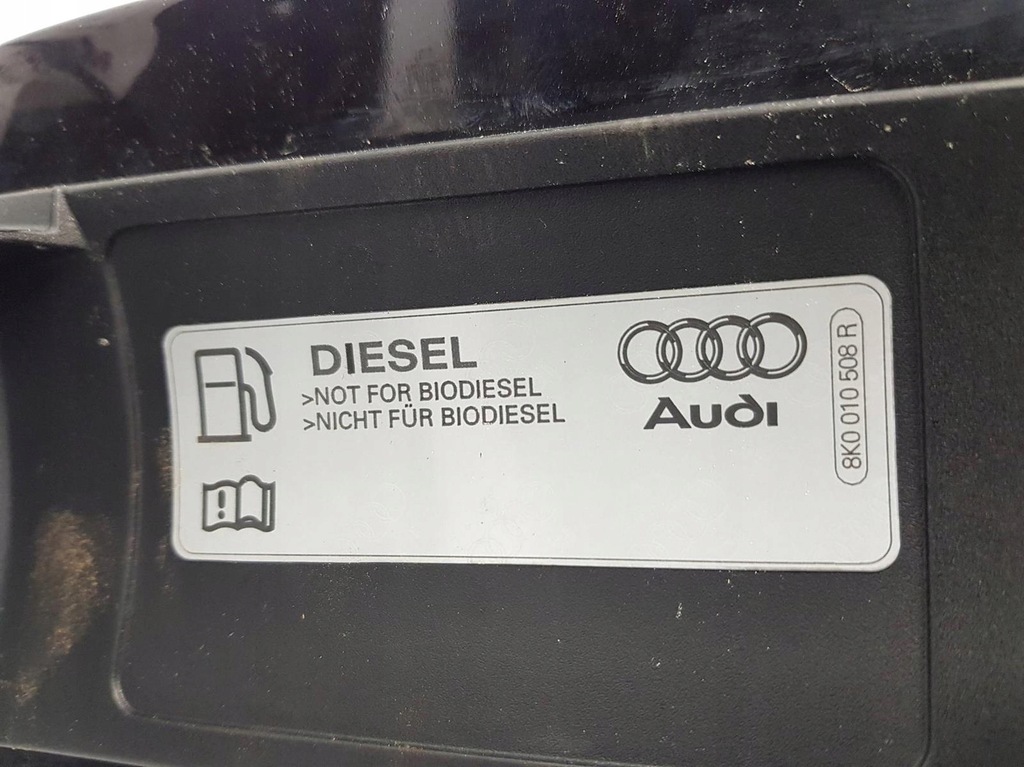 DIESEL
>NOT FOR BIODIESEL
>NICHT FÜR BIODIESEL
Audi
8K0 010 508 R